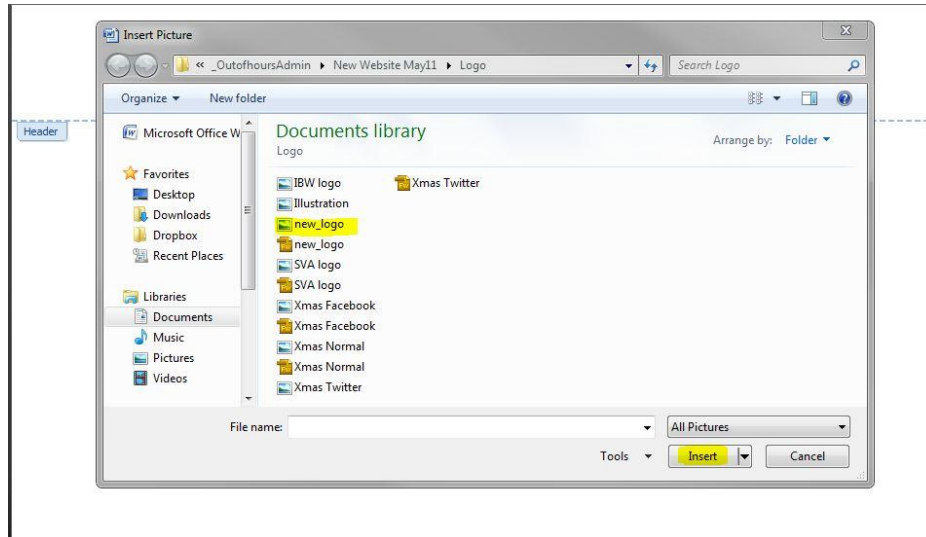 Insert Picture
« _OutofhoursAdmin ▸ New Website May11 ▸ Logo
Search Logo
Organize
New folder
Header
Microsoft Office W
Favorites
Desktop
Downloads
Dropbox
Recent Places
Libraries
Documents
Music
Pictures
Videos
Documents library
Logo
Arrange by: Folder
IBW logo
Illustration
new_logo
new_logo
SVA logo
SVA logo
Xmas Facebook
Xmas Facebook
Xmas Normal
Xmas Normal
Xmas Twitter
Xmas Twitter
File name:
All Pictures
Tools
Insert
Cancel